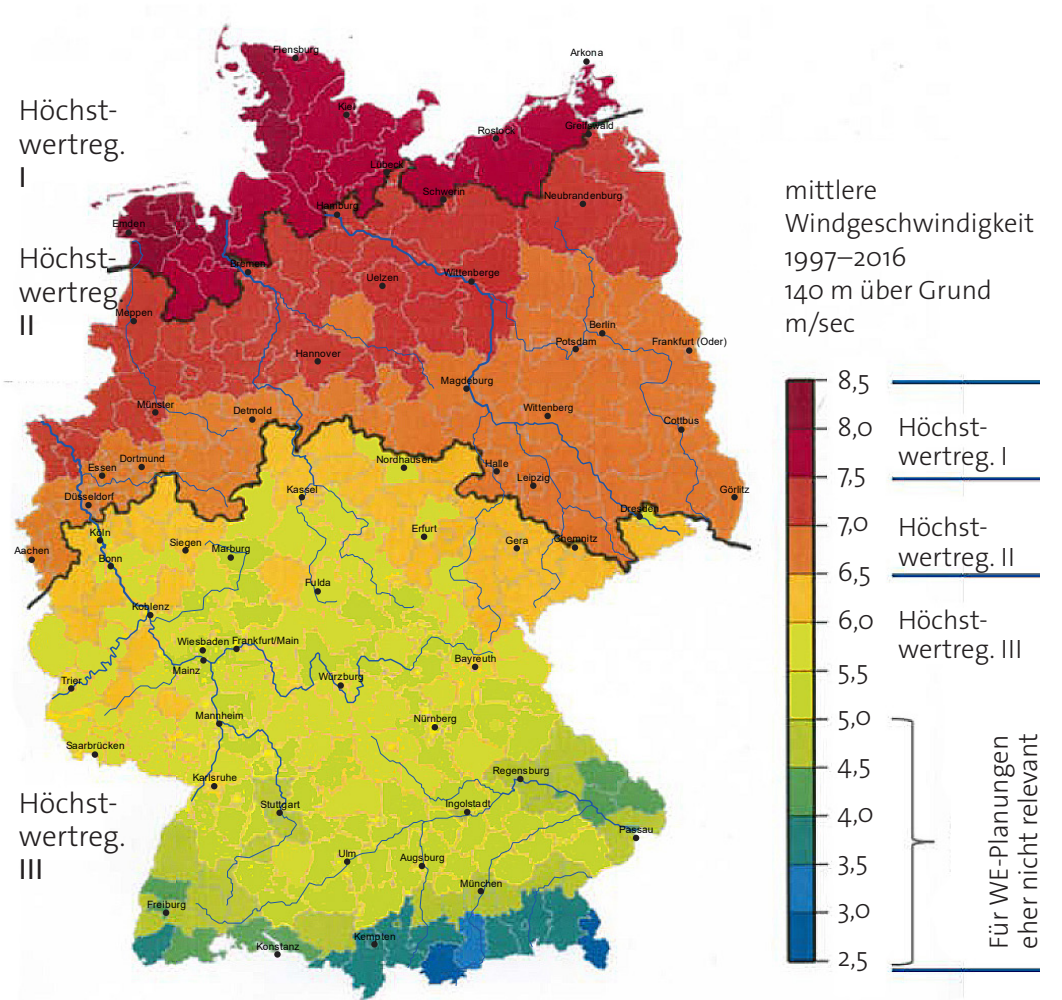 Flensburg
Arkona
Höchst-
wertreg.
I
Kiel
Rostock
Greifswald
Lübeck
Schwerin
Neubrandenburg
Hamburg
Emden
Höchst-
wertreg.
II
Bremen
Uelzen
Wittenberge
Meppen
Berlin
Potsdam
Frankfurt (Oder)
Hannover
Magdeburg
Münster
Detmold
Wittenberg
Cottbus
Dortmund
Essen
Nordhausen
Halle
Leipzig
Görlitz
Düsseldorf
Kassel
Dresden
Köln
Siegen
Marburg
Erfurt
Gera
Chemnitz
Aachen
Bonn
Fulda
Koblenz
Wiesbaden
Frankfurt/Main
Mainz
Bayreuth
Trier
Würzburg
Mannheim
Nürnberg
Saarbrücken
Karlsruhe
Regensburg
Höchst-
wertreg.
III
Stuttgart
Ingolstadt
Passau
Ulm
Augsburg
München
Freiburg
Konstanz
Kempten
mittlere
Windgeschwindigkeit
1997–2016
140 m über Grund
m/sec
8,5
8,0
7,5
7,0
6,5
6,0
5,5
5,0
4,5
4,0
3,5
3,0
2,5
Höchst-
wertreg. I
Höchst-
wertreg. II
Höchst-
wertreg. III
Für WE-Planungen
eher nicht relevant